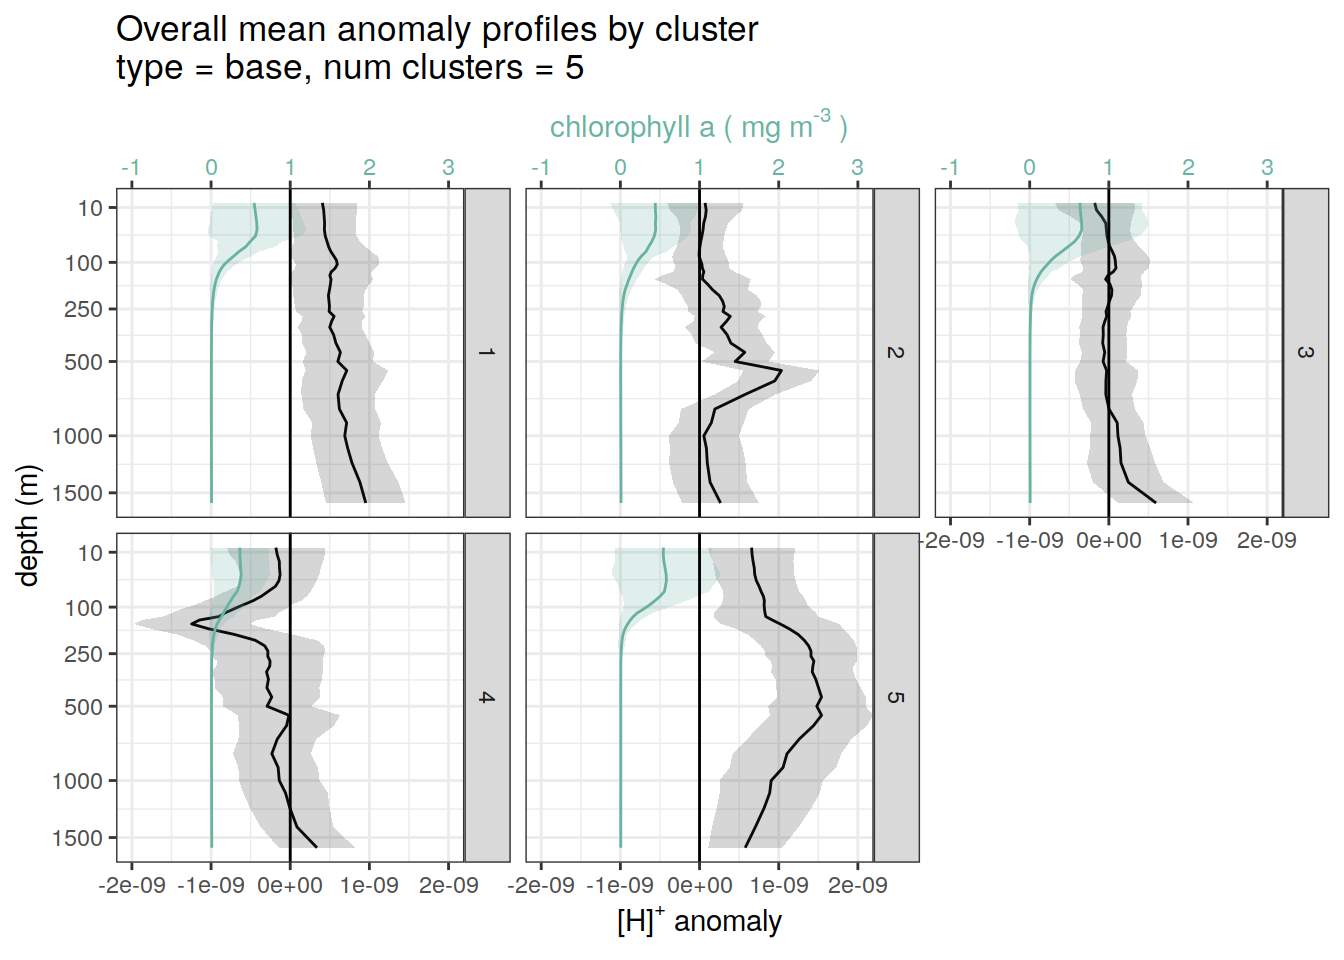 Overall mean anomaly profiles by cluster
type = base, num clusters = 5
chlorophyll a ( mg m-3 )
-1 0 1 2 3 -1 0 1 2 3 -1 0 1 2 3
10
100
250
500
1000
1500
1
2
3
-2e-09 -1e-09 0e+00 1e-09 2e-09
depth (m)
10
100
250
500
1000
1500
4
5
-2e-09 -1e-09 0e+00 1e-09 2e-09 -2e-09 -1e-09 0e+00 1e-09 2e-09
[H]+ anomaly